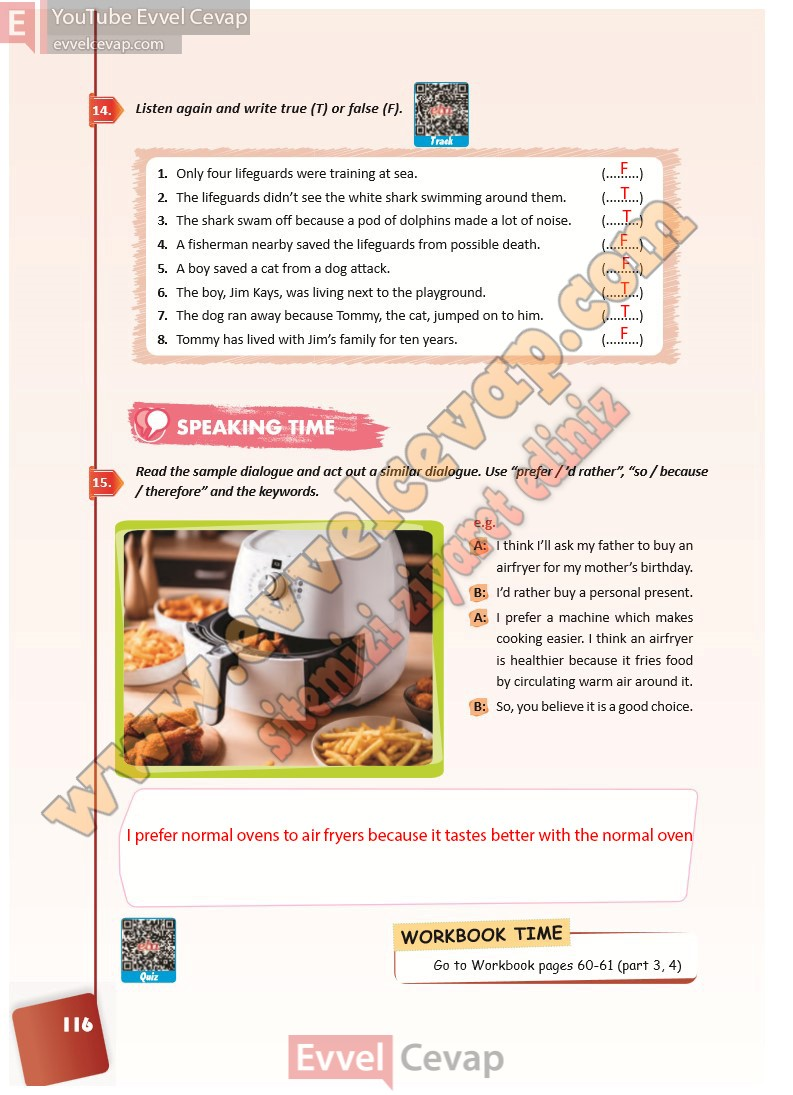 E YouTube Evvel Cevap
evvelcevap.com
14. Listen again and write true (T) or false (F).
Track
1. Only four lifeguards were training at sea. (....F.....)
2. The lifeguards didn't see the white shark swimming around them. (....T.....)
3. The shark swam off because a pod of dolphins made a lot of noise. (....T.....)
4. A fisherman nearby saved the lifeguards from possible death. (....F.....)
5. A boy saved a cat from a dog attack. (....F.....)
6. The boy, Jim Kays, was living next to the playground. (....T.....)
7. The dog ran away because Tommy, the cat, jumped on to him. (....T.....)
8. Tommy has lived with Jim's family for ten years. (....F.....)
SPEAKING TIME
15. Read the sample dialogue and act out a similar dialogue. Use "prefer / 'd rather", "so / because
/ therefore" and the keywords.
e.g.
A: I think I'll ask my father to buy an
airfryer for my mother's birthday.
B: I'd rather buy a personal present.
A: I prefer a machine which makes
cooking easier. I think an airfryer
is healthier because it fries food
by circulating warm air around it.
B: So, you believe it is a good choice.
www.evvelcevap.com
sitemizi ziyaret ediniz
I prefer normal ovens to air fryers because it tastes better with the normal oven
Quiz
WORKBOOK TIME
Go to Workbook pages 60-61 (part 3, 4)
116
Evvel Cevap